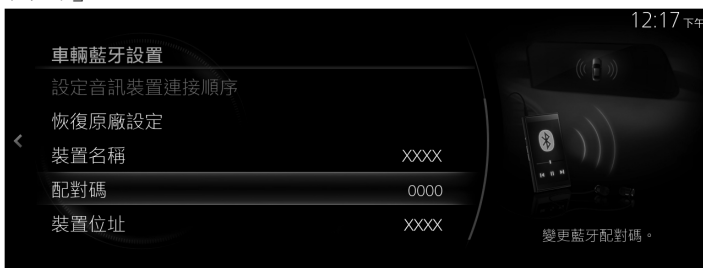 12:17 下午
車輛藍牙設置
設定音訊裝置連接順序
恢復原廠設定
裝置名稱 XXXX
配對碼 0000
裝置位址 XXXX
變更藍牙配對碼。